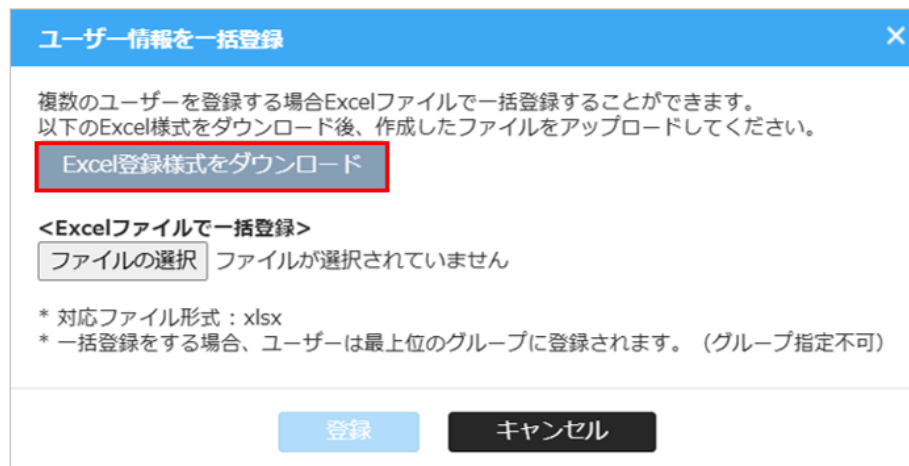 ユーザー情報を一括登録
複数のユーザーを登録する場合Excelファイルで一括登録することができます。
以下のExcel様式をダウンロード後、作成したファイルをアップロードしてください。
Excel登録様式をダウンロード
<Excelファイルで一括登録>
ファイルの選択 ファイルが選択されていません
* 対応ファイル形式：xlsx
* 一括登録をする場合、ユーザーは最上位のグループに登録されます。（グループ指定不可）
登録 キャンセル